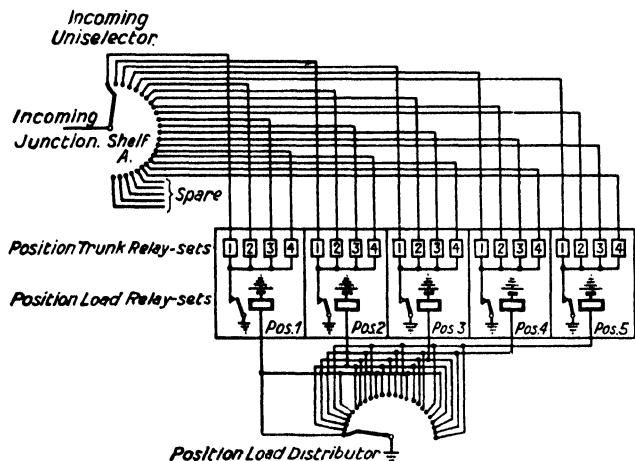 Incoming
Uniselector.
Incoming
Junction. Shelf
A.
Spare
Position Trunk Relay-sets
1 2 3 4 1 2 3 4 1 2 3 4 1 2 3 4 1 2 3 4
Position Load Relay-sets
Pos.1 Pos.2 Pos.3 Pos.4 Pos.5
Position Load Distributor